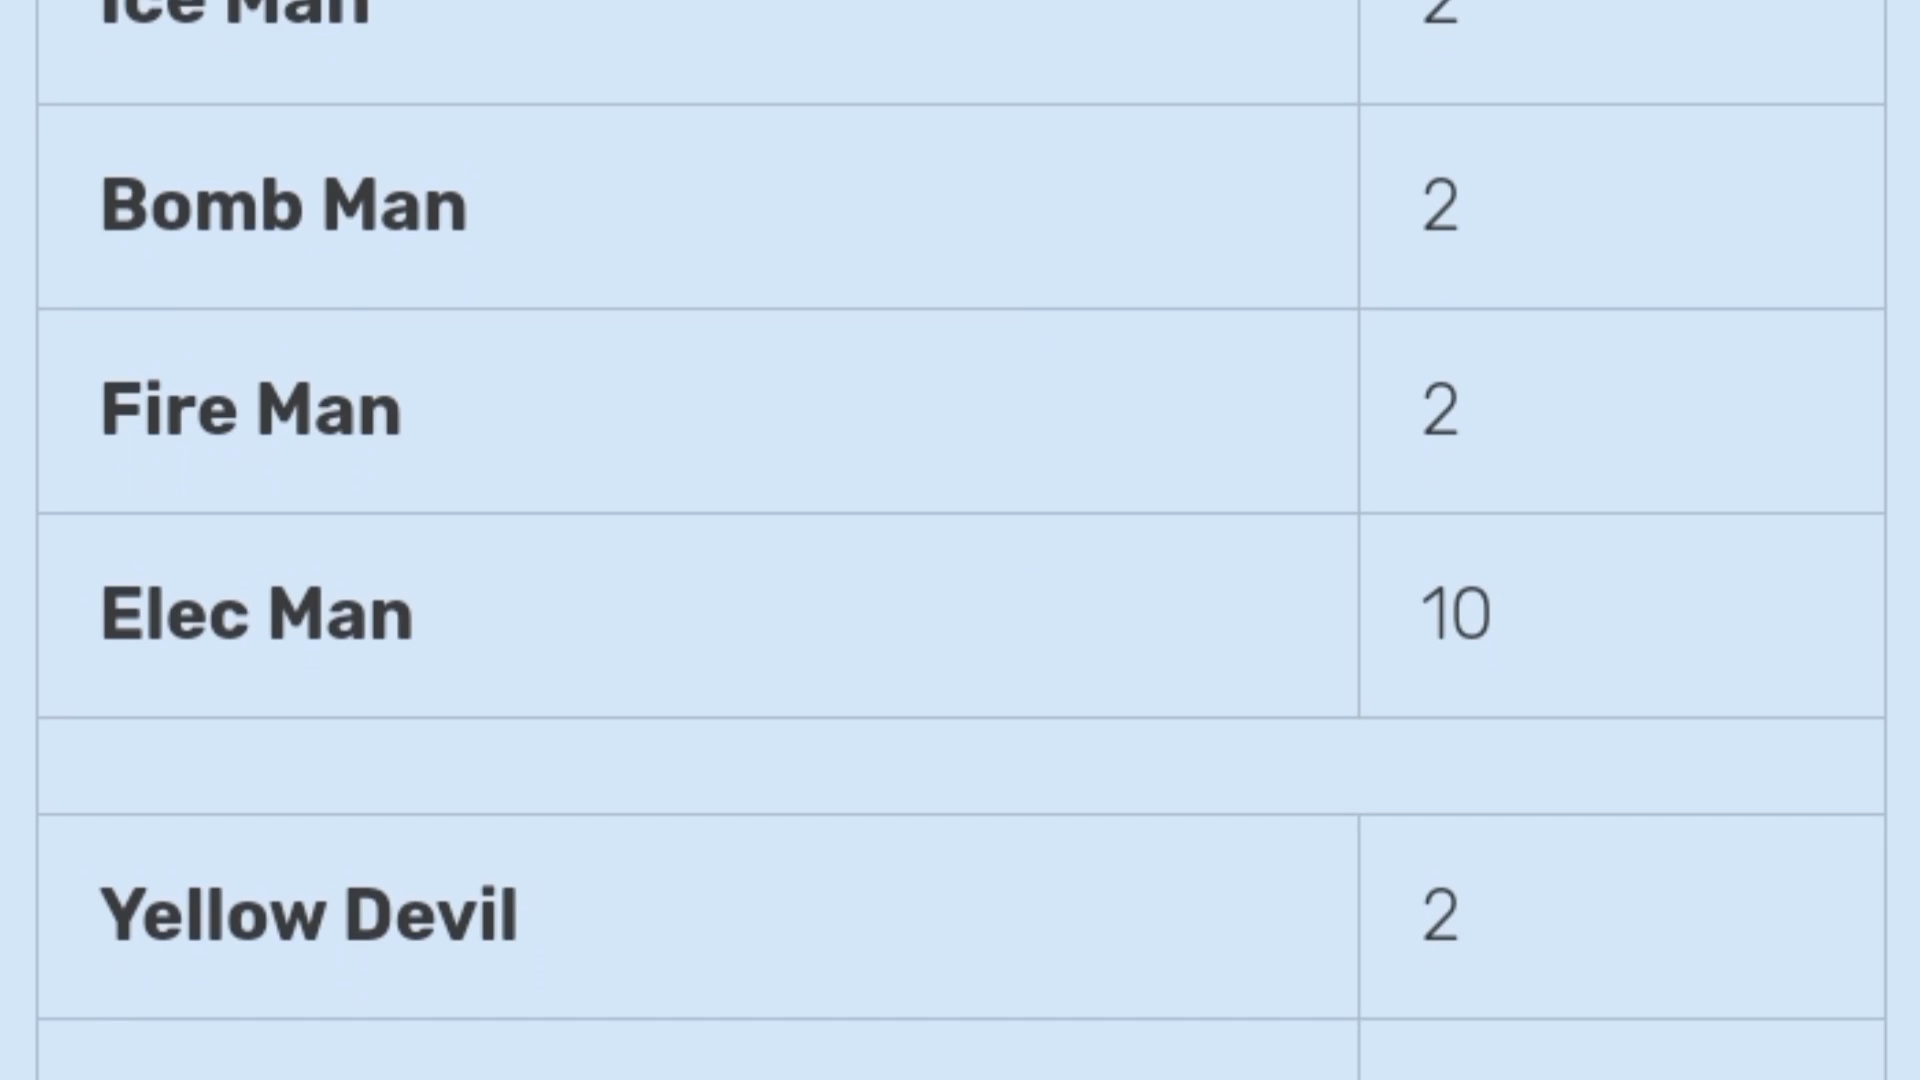 Ice Man 2
Bomb Man 2
Fire Man 2
Elec Man 10
Yellow Devil 2